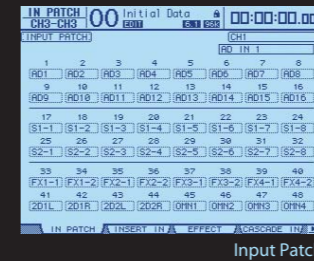 IN PATCH
CH3-CH3
00 Initial Data
EDIT
5.1 96K
00:00:00.00
INPUT PATCH
CH1
AD IN 1
1 2 3 4 5 6 7 8
AD1 AD2 AD3 AD4 AD5 AD6 AD7 AD8
9 10 11 12 13 14 15 16
AD9 AD10 AD11 AD12 AD13 AD14 AD15 AD16
17 18 19 20 21 22 23 24
S1-1 S1-2 S1-3 S1-4 S1-5 S1-6 S1-7 S1-8
25 26 27 28 29 30 31 32
S2-1 S2-2 S2-3 S2-4 S2-5 S2-6 S2-7 S2-8
33 34 35 36 37 38 39 40
FX1-1 FX1-2 FX2-1 FX2-2 FX3-1 FX3-2 FX4-1 FX4-2
41 42 43 44 45 46 47 48
2D1L 2D1R 2D2L 2D2R OMN1 OMN2 OMN3 OMN4
IN PATCH INSERT IN EFFECT CASCADE IN
Input Patc